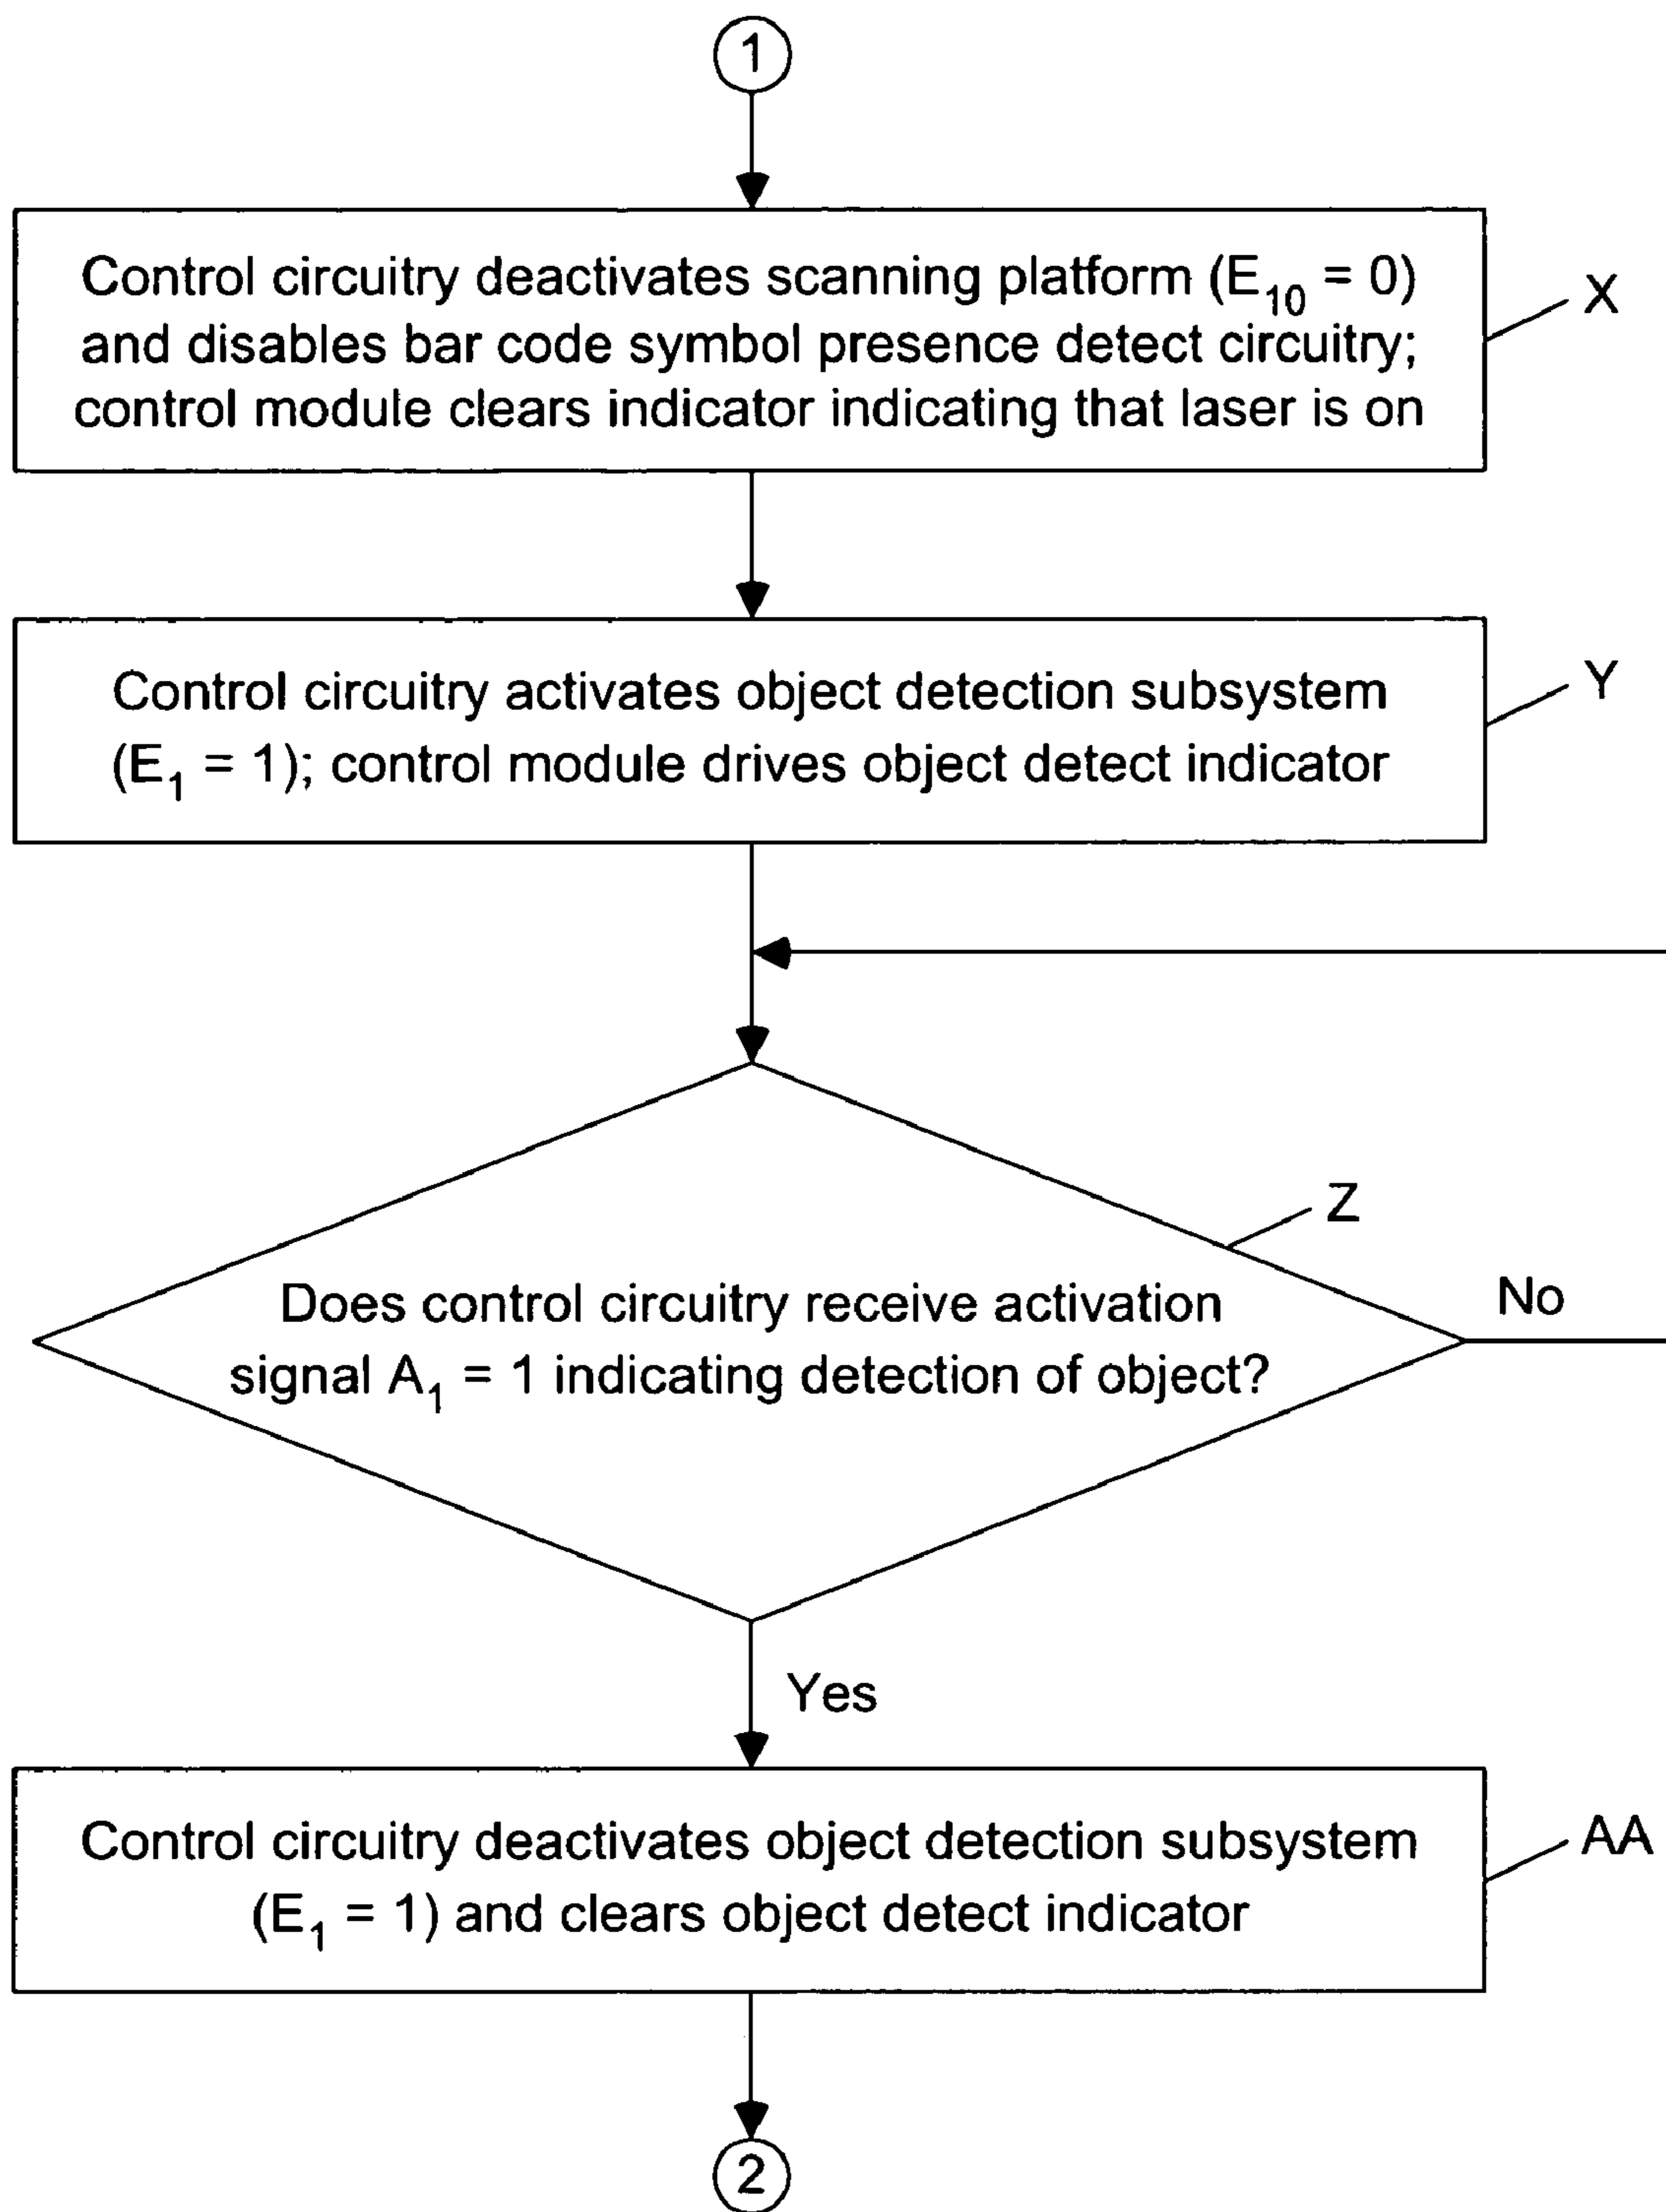 1
Control circuitry deactivates scanning platform (E₁₀ = 0)
and disables bar code symbol presence detect circuitry;
control module clears indicator indicating that laser is on
X
Control circuitry activates object detection subsystem
(E₁ = 1); control module drives object detect indicator
Y
Z
Does control circuitry receive activation
signal A₁ = 1 indicating detection of object?
No
Yes
Control circuitry deactivates object detection subsystem
(E₁ = 1) and clears object detect indicator
AA
2